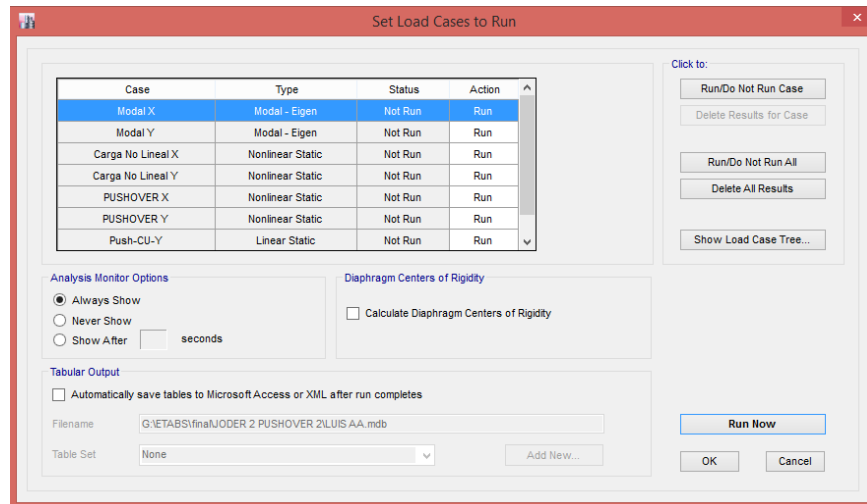 Set Load Cases to Run
Click to:
Case Type Status Action
Modal X Modal - Eigen Not Run Run
Modal Y Modal - Eigen Not Run Run
Carga No Lineal X Nonlinear Static Not Run Run
Carga No Lineal Y Nonlinear Static Not Run Run
PUSHOVER X Nonlinear Static Not Run Run
PUSHOVER Y Nonlinear Static Not Run Run
Push-CU-Y Linear Static Not Run Run
Run/Do Not Run Case
Delete Results for Case
Run/Do Not Run All
Delete All Results
Show Load Case Tree...
Analysis Monitor Options
Always Show
Never Show
Show After seconds
Diaphragm Centers of Rigidity
Calculate Diaphragm Centers of Rigidity
Tabular Output
Automatically save tables to Microsoft Access or XML after run completes
Filename G:\ETABS\final\JODER 2 PUSHOVER 2\LUIS AA.mdb
Table Set None Add New...
Run Now
OK Cancel